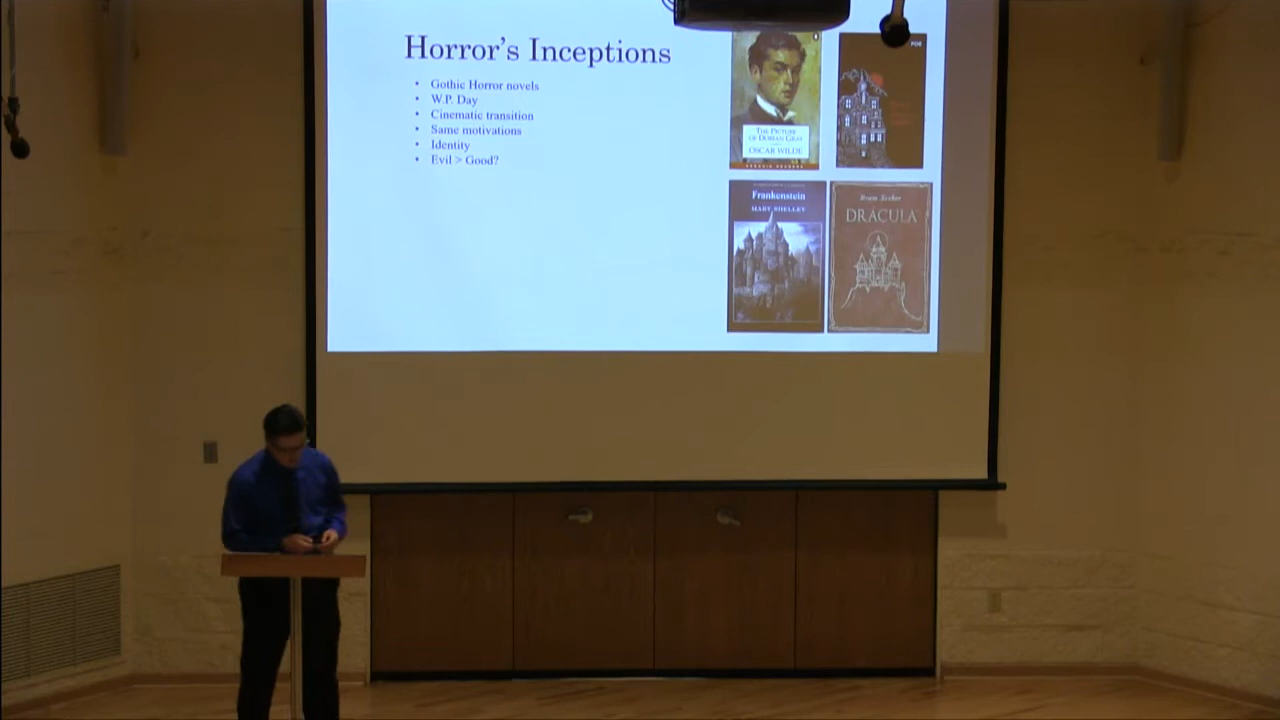 Horror's Inceptions
• Gothic Horror novels
• W.P. Day
• Cinematic transition
• Same motivations
• Identity
• Evil > Good?
THE PICTURE
OF DORIAN GRAY
OSCAR WILDE
POE
Frankenstein
MARY SHELLEY
Bram Stoker
DRACULA